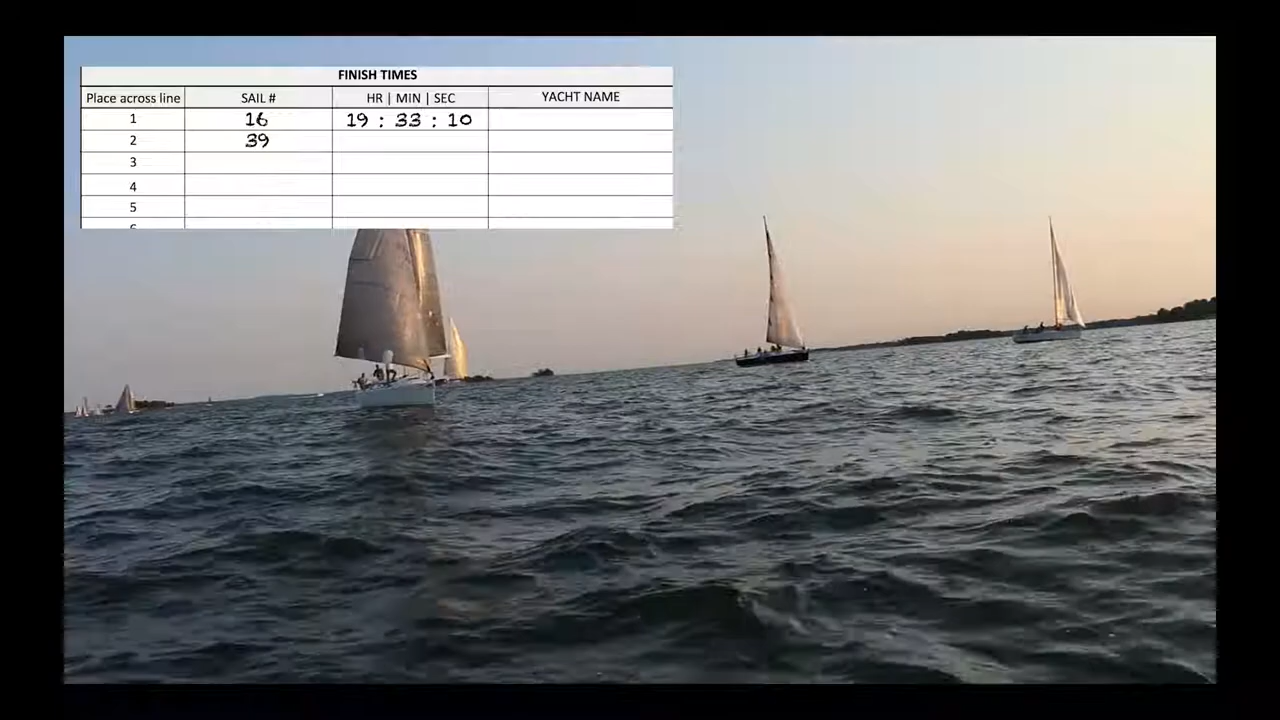 FINISH TIMES
Place across line SAIL # HR | MIN | SEC YACHT NAME
1 16 19 : 33 : 10
2 39
3
4
5